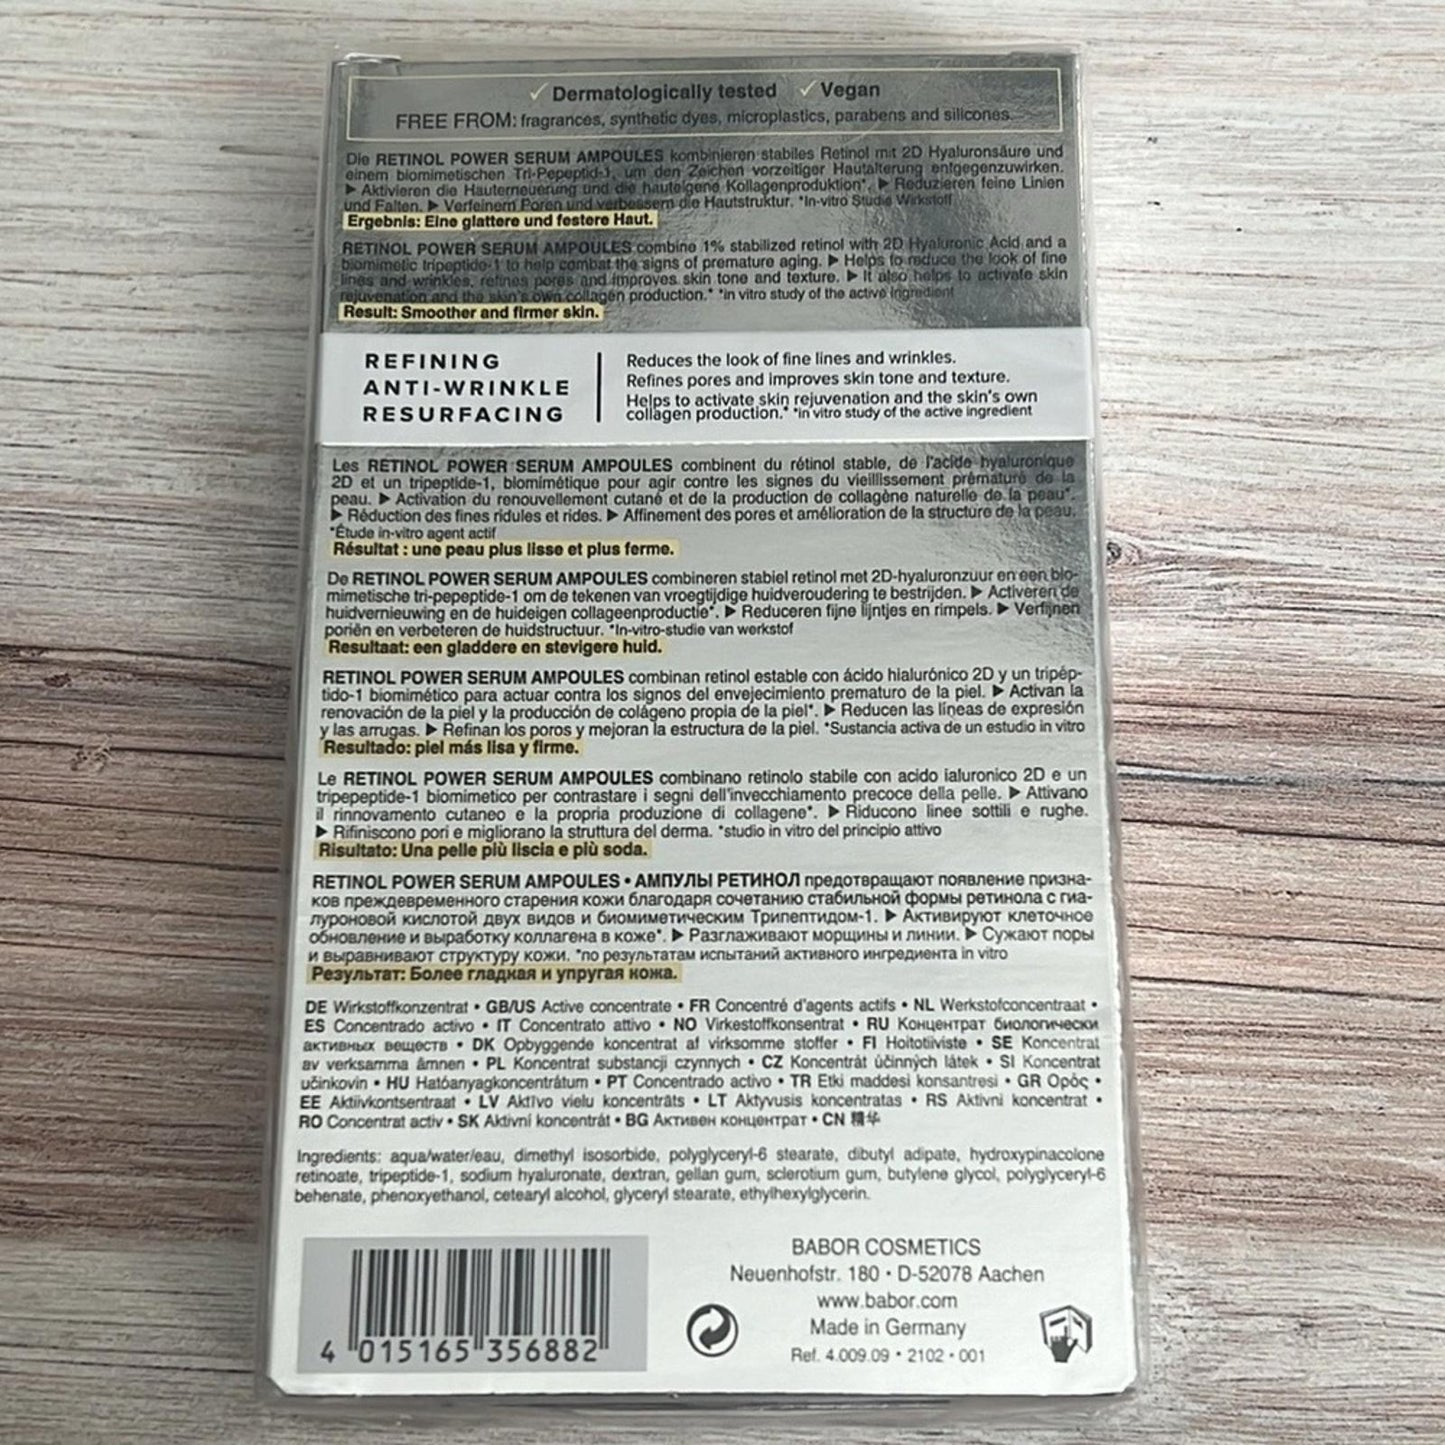 ✓ Dermatologically tested ✓ Vegan
FREE FROM: fragrances, synthetic dyes, microplastics, parabens and silicones.
Die RETINOL POWER SERUM AMPOULES kombinieren stabiles Retinol mit 2D Hyaluronsäure und
einem biomimetischen Tri-Pepeptid-1, um den Zeichen vorzeitiger Hautalterung entgegenzuwirken.
▶ Aktivieren die Hauterneuerung und die hauteigene Kollagenproduktion*. ▶ Reduzieren feine Linien
und Falten. ▶ Verfeinern Poren und verbessern die Hautstruktur. *In-vitro Studie Wirkstoff
Ergebnis: Eine glattere und festere Haut.
RETINOL POWER SERUM AMPOULES combine 1% stabilized retinol with 2D Hyaluronic Acid and a
biomimetic tripeptide-1 to help combat the signs of premature aging. ▶ Helps to reduce the look of fine
lines and wrinkles, refines pores and improves skin tone and texture. ▶ It also helps to activate skin
rejuvenation and the skin's own collagen production.* *in vitro study of the active ingredient
Result: Smoother and firmer skin.
REFINING
ANTI-WRINKLE
RESURFACING
Reduces the look of fine lines and wrinkles.
Refines pores and improves skin tone and texture.
Helps to activate skin rejuvenation and the skin's own
collagen production.* *in vitro study of the active ingredient
Les RETINOL POWER SERUM AMPOULES combinent du rétinol stable, de l'acide hyaluronique
2D et un tripeptide-1, biomimétique pour agir contre les signes du vieillissement prématuré de la
peau. ▶ Activation du renouvellement cutané et de la production de collagène naturelle de la peau*.
▶ Réduction des fines ridules et rides. ▶ Affinement des pores et amélioration de la structure de la peau.
*Étude in-vitro agent actif
Résultat : une peau plus lisse et plus ferme.
De RETINOL POWER SERUM AMPOULES combineren stabiel retinol met 2D-hyaluronzuur en een bio-
mimetische tri-pepeptide-1 om de tekenen van vroegtijdige huidveroudering te bestrijden. ▶ Activeren de
huidvernieuwing en de huideigen collageenproductie*. ▶ Reduceren fijne lijntjes en rimpels. ▶ Verfijnen
poriën en verbeteren de huidstructuur. *In-vitro-studie van werkstof
Resultaat: een gladdere en stevigere huid.
RETINOL POWER SERUM AMPOULES combinan retinol estable con ácido hialurónico 2D y un tripép-
tido-1 biomimético para actuar contra los signos del envejecimiento prematuro de la piel. ▶ Activan la
renovación de la piel y la producción de colágeno propia de la piel*. ▶ Reducen las líneas de expresión
y las arrugas. ▶ Refinan los poros y mejoran la estructura de la piel. *Sustancia activa de un estudio in vitro
Resultado: piel más lisa y firme.
Le RETINOL POWER SERUM AMPOULES combinano retinolo stabile con acido ialuronico 2D e un
tripepeptide-1 biomimetico per contrastare i segni dell'invecchiamento precoce della pelle. ▶ Attivano
il rinnovamento cutaneo e la propria produzione di collagene*. ▶ Riducono linee sottili e rughe.
▶ Rifiniscono pori e migliorano la struttura del derma. *studio in vitro del principio attivo
Risultato: Una pelle più liscia e più soda.
RETINOL POWER SERUM AMPOULES • АМПУЛЫ РЕТИНОЛ предотвращают появление призна-
ков преждевременного старения кожи благодаря сочетанию стабильной формы ретинола с гиа-
луроновой кислотой двух видов и биомиметическим Трипептидом-1. ▶ Активируют клеточное
обновление и выработку коллагена в коже*. ▶ Разглаживают морщины и линии. ▶ Сужают поры
и выравнивают структуру кожи. *по результатам испытаний активного ингредиента in vitro
Результат: Более гладкая и упругая кожа.
DE Wirkstoffkonzentrat • GB/US Active concentrate • FR Concentré d'agents actifs • NL Werkstofconcentraat •
ES Concentrado activo • IT Concentrato attivo • NO Virkestoffkonsentrat • RU Концентрат биологически
активных веществ • DK Opbyggende koncentrat af virksomme stoffer • FI Hoitotiiviste • SE Koncentrat
av verksamma ämnen • PL Koncentrat substancji czynnych • CZ Koncentrát účinných látek • SI Koncentrat
učinkovin • HU Hatóanyagkoncentrátum • PT Concentrado activo • TR Etki maddesi konsantresi • GR Ορός •
EE Aktiivkontsentraat • LV Aktīvo vielu koncentrāts • LT Aktyvusis koncentratas • RS Aktivni koncentrat •
RO Concentrat activ • SK Aktívni koncentrát • BG Активен концентрат • CN 精华
Ingredients: aqua/water/eau, dimethyl isosorbide, polyglyceryl-6 stearate, dibutyl adipate, hydroxypinacolone
retinoate, tripeptide-1, sodium hyaluronate, dextran, gellan gum, sclerotium gum, butylene glycol, polyglyceryl-6
behenate, phenoxyethanol, cetearyl alcohol, glyceryl stearate, ethylhexylglycerin.
4 015165 356882
BABOR COSMETICS
Neuenhofstr. 180 • D-52078 Aachen
www.babor.com
Made in Germany
Ref. 4.009.09 • 2102 • 001